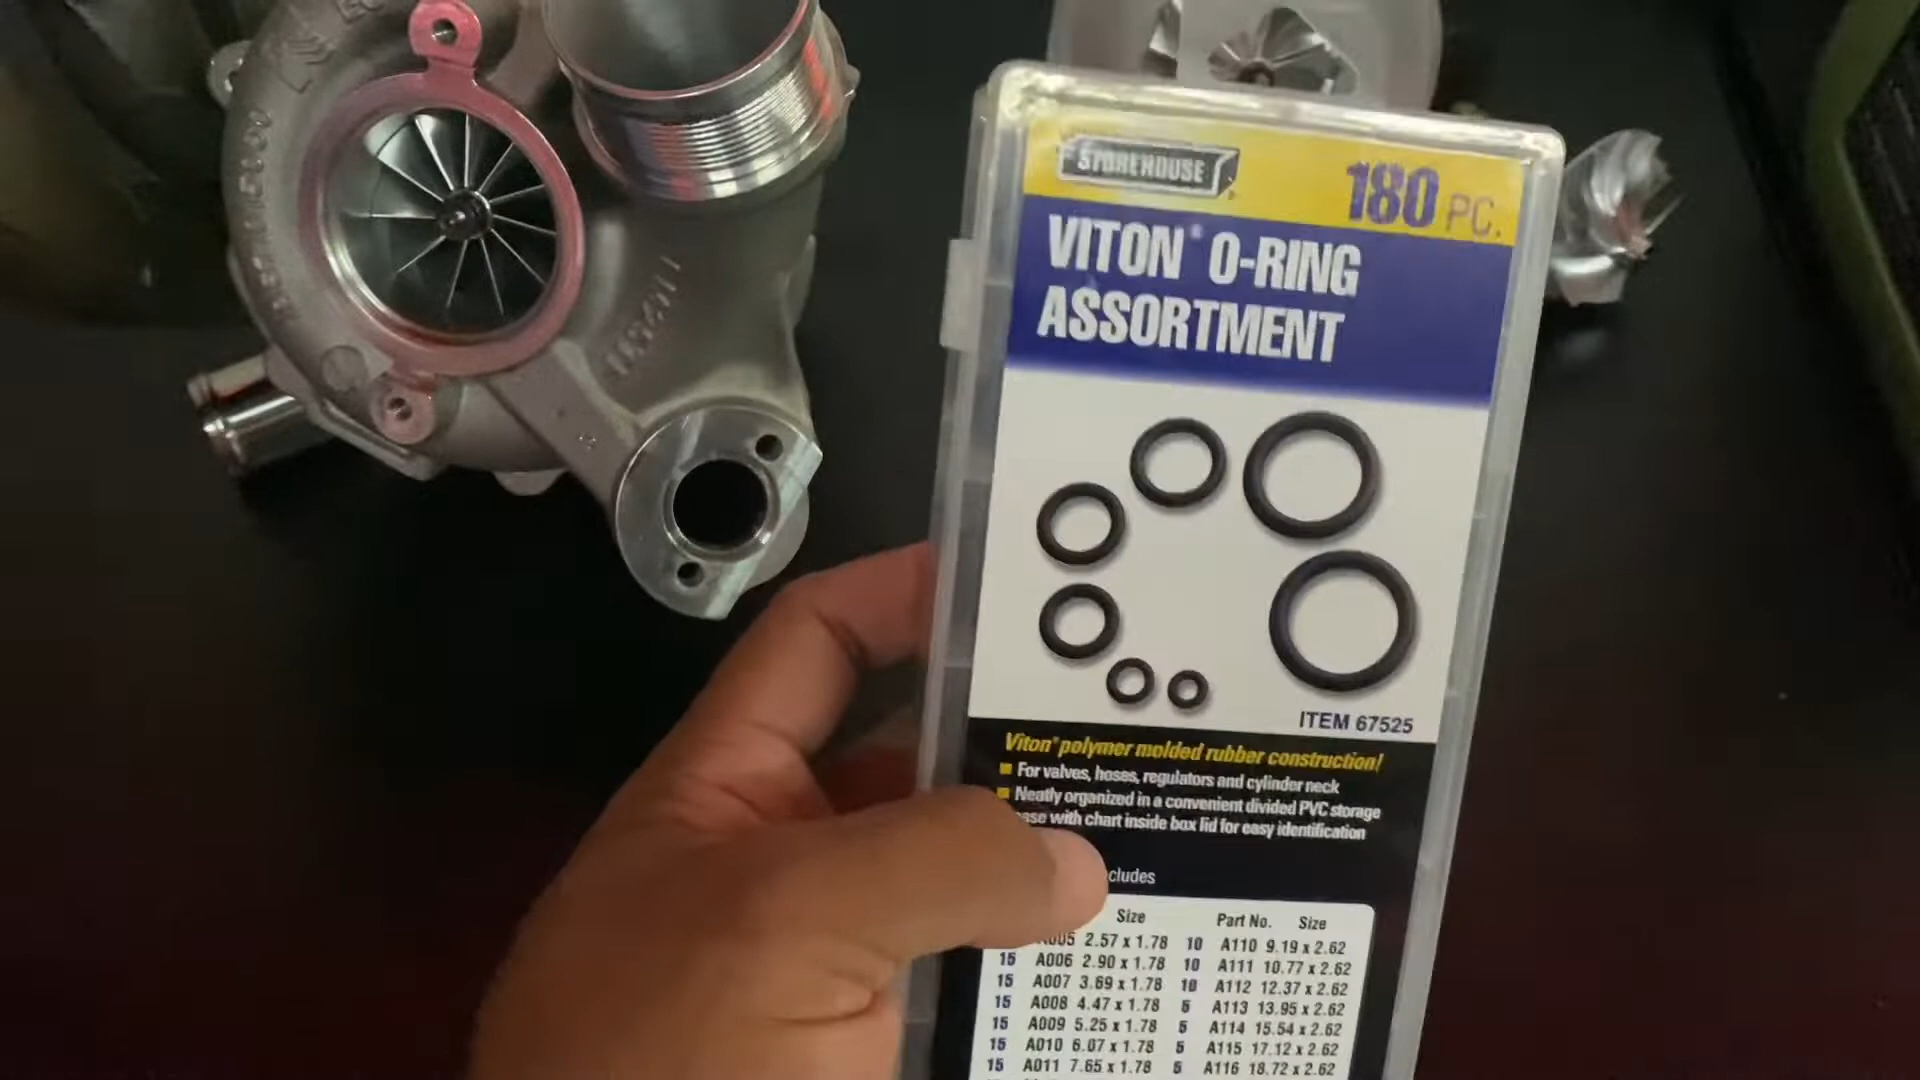 STOREHOUSE
180 PC.
VITON® O-RING
ASSORTMENT
ITEM 67525
Viton® polymer molded rubber construction!
For valves, hoses, regulators and cylinder neck
Neatly organized in a convenient divided PVC storage
ase with chart inside box lid for easy identification
cludes
Size Part No. Size
A005 2.57 x 1.78 10 A110 9.19 x 2.62
15 A006 2.90 x 1.78 10 A111 10.77 x 2.62
15 A007 3.69 x 1.78 10 A112 12.37 x 2.62
15 A008 4.47 x 1.78 5 A113 13.95 x 2.62
15 A009 5.25 x 1.78 5 A114 15.54 x 2.62
15 A010 6.07 x 1.78 5 A115 17.12 x 2.62
15 A011 7.65 x 1.78 5 A116 18.72 x 2.62